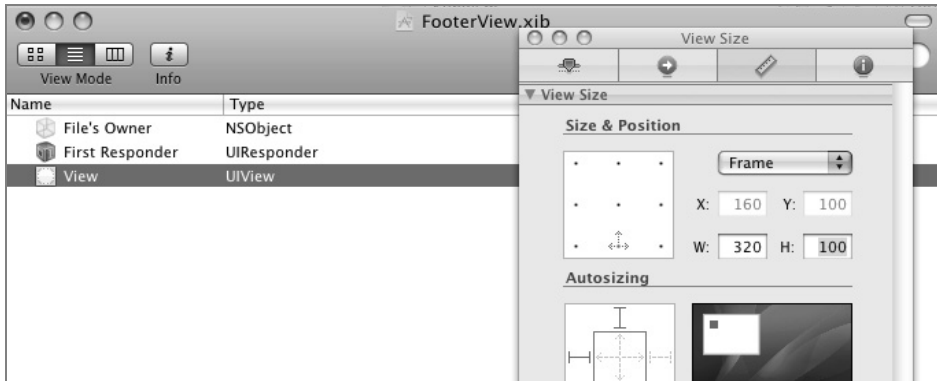 FooterView.xib
View Mode Info
Name Type
File's Owner NSObject
First Responder UIResponder
View UIView
View Size
View Size
Size & Position
Frame
X: 160 Y: 100
W: 320 H: 100
Autosizing